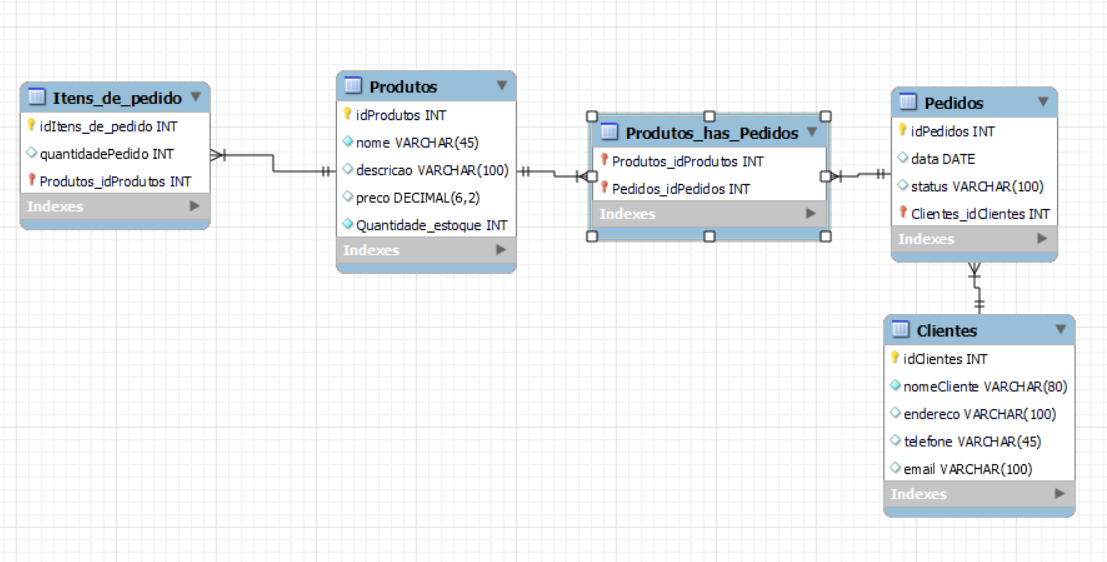 Itens_de_pedido
idItens_de_pedido INT
quantidadePedido INT
Produtos_idProdutos INT
Indexes
Produtos
idProdutos INT
nome VARCHAR(45)
descricao VARCHAR(100)
preco DECIMAL(6,2)
Quantidade_estoque INT
Indexes
Produtos_has_Pedidos
Produtos_idProdutos INT
Pedidos_idPedidos INT
Indexes
Pedidos
idPedidos INT
data DATE
status VARCHAR(100)
Clientes_idClientes INT
Indexes
Clientes
idClientes INT
nomeCliente VARCHAR(80)
endereco VARCHAR(100)
telefone VARCHAR(45)
email VARCHAR(100)
Indexes